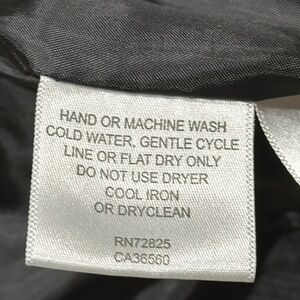 HAND OR MACHINE WASH
COLD WATER, GENTLE CYCLE
LINE OR FLAT DRY ONLY
DO NOT USE DRYER
COOL IRON
OR DRYCLEAN
RN72825
CA36560